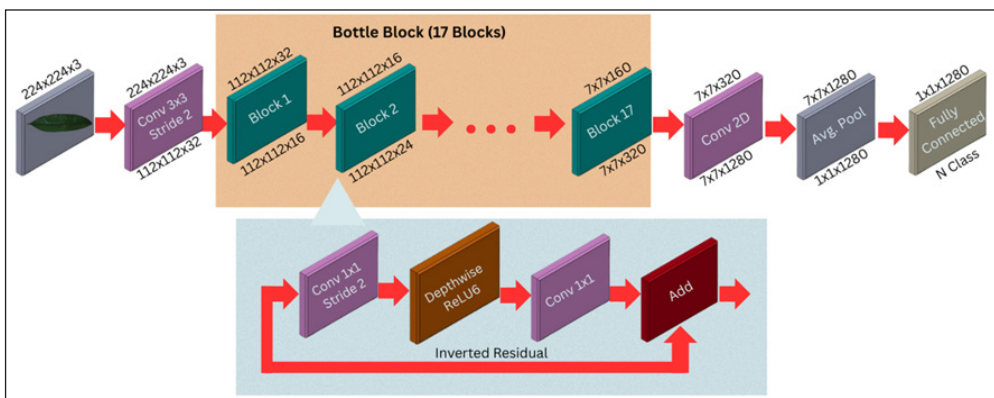 Bottle Block (17 Blocks)
224x224x3
224x224x3
Conv 3x3
Stride 2
112x112x32
112x112x32
Block 1
112x112x16
112x112x16
Block 2
112x112x24
7x7x160
Block 17
7x7x320
7x7x320
Conv 2D
7x7x1280
7x7x1280
Avg. Pool
1x1x1280
1x1x1280
Fully
Connected
N Class
Conv 1x1
Stride 2
Depthwise
ReLU6
Conv 1x1
Add
Inverted Residual